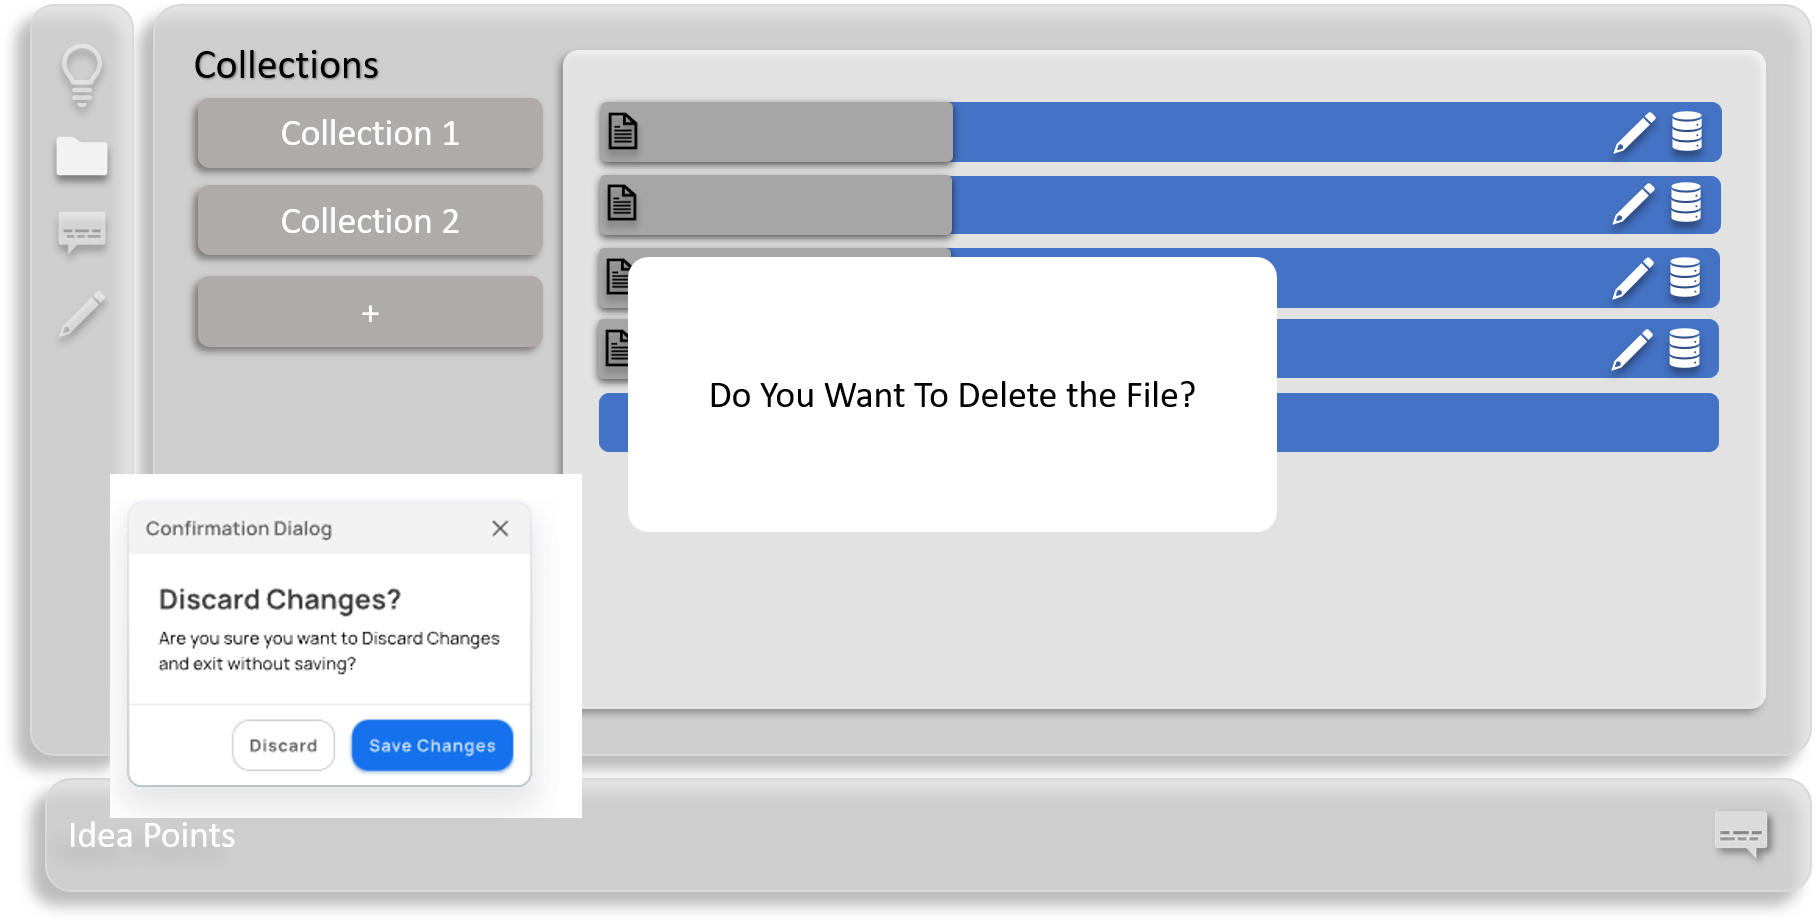 Collections
Collection 1
Collection 2
+
Do You Want To Delete the File?
Confirmation Dialog
Discard Changes?
Are you sure you want to Discard Changes
and exit without saving?
Discard
Save Changes
Idea Points